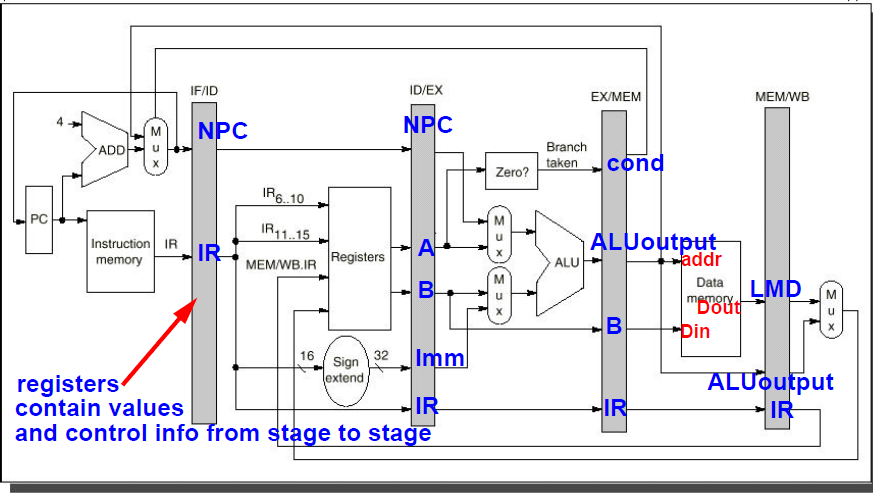 IF/ID
ID/EX
EX/MEM
MEM/WB
4
ADD
M
u
x
NPC
NPC
Branch
taken
cond
Zero?
PC
Instruction
memory
IR
IR
IR6..10
IR11..15
MEM/WB.IR
Registers
A
B
M
u
x
M
u
x
ALU
ALUoutput
addr
Data
memory
Dout
Din
LMD
M
u
x
B
16
Sign
extend
32
Imm
ALUoutput
IR
IR
IR
registers
contain values
and control info from stage to stage